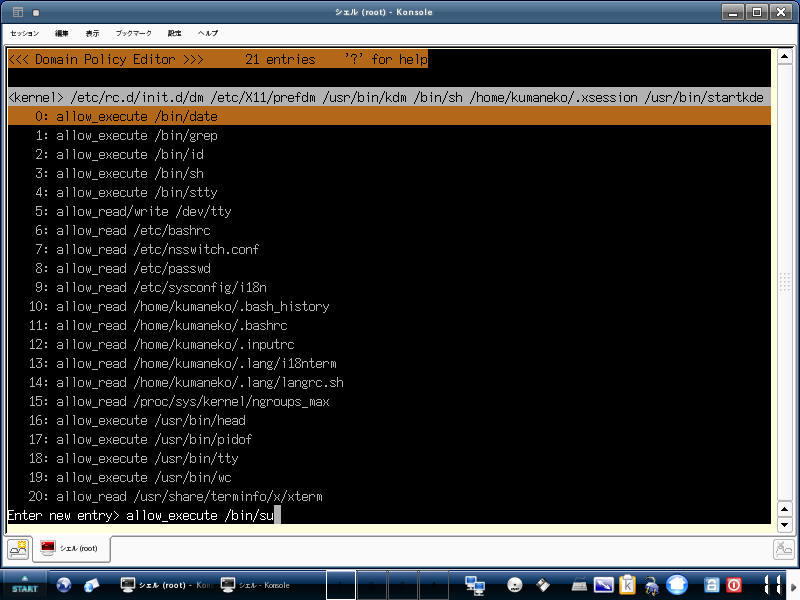 シェル (root) - Konsole
セッション 編集 表示 ブックマーク 設定 ヘルプ
<<< Domain Policy Editor >>> 21 entries '?' for help
<kernel> /etc/rc.d/init.d/dm /etc/X11/prefdm /usr/bin/kdm /bin/sh /home/kumaneko/.xsession /usr/bin/startkde
0: allow_execute /bin/date
1: allow_execute /bin/grep
2: allow_execute /bin/id
3: allow_execute /bin/sh
4: allow_execute /bin/stty
5: allow_read/write /dev/tty
6: allow_read /etc/bashrc
7: allow_read /etc/nsswitch.conf
8: allow_read /etc/passwd
9: allow_read /etc/sysconfig/i18n
10: allow_read /home/kumaneko/.bash_history
11: allow_read /home/kumaneko/.bashrc
12: allow_read /home/kumaneko/.inputrc
13: allow_read /home/kumaneko/.lang/i18nterm
14: allow_read /home/kumaneko/.lang/langrc.sh
15: allow_read /proc/sys/kernel/ngroups_max
16: allow_execute /usr/bin/head
17: allow_execute /usr/bin/pidof
18: allow_execute /usr/bin/tty
19: allow_execute /usr/bin/wc
20: allow_read /usr/share/terminfo/x/xterm
Enter new entry> allow_execute /bin/su
シェル (root)
START シェル (root) - Kon シェル - Konsole